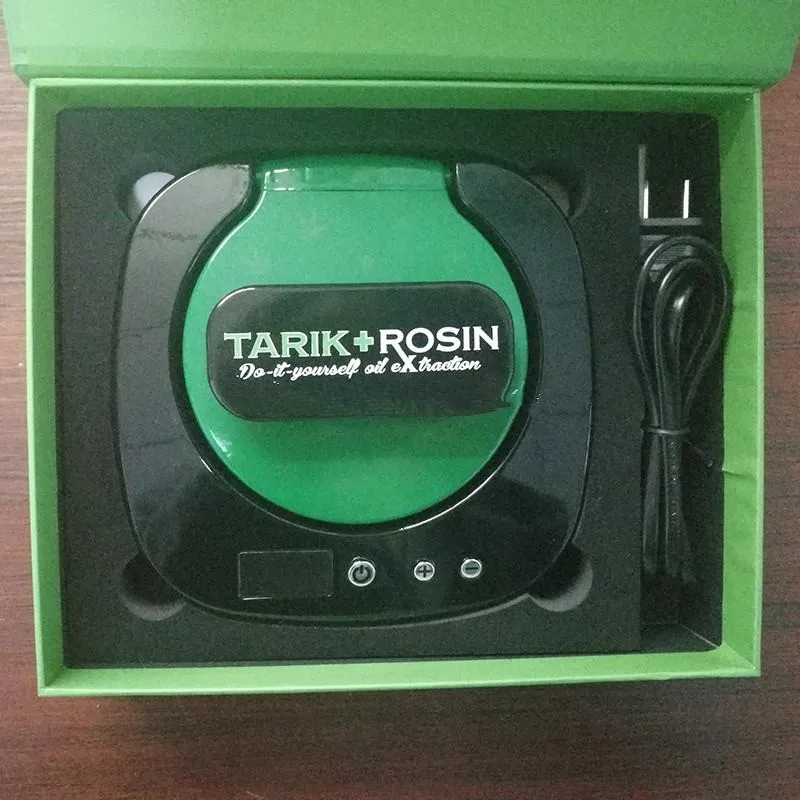 TARIK+ROSIN
Do-it-yourself oil eXtraction